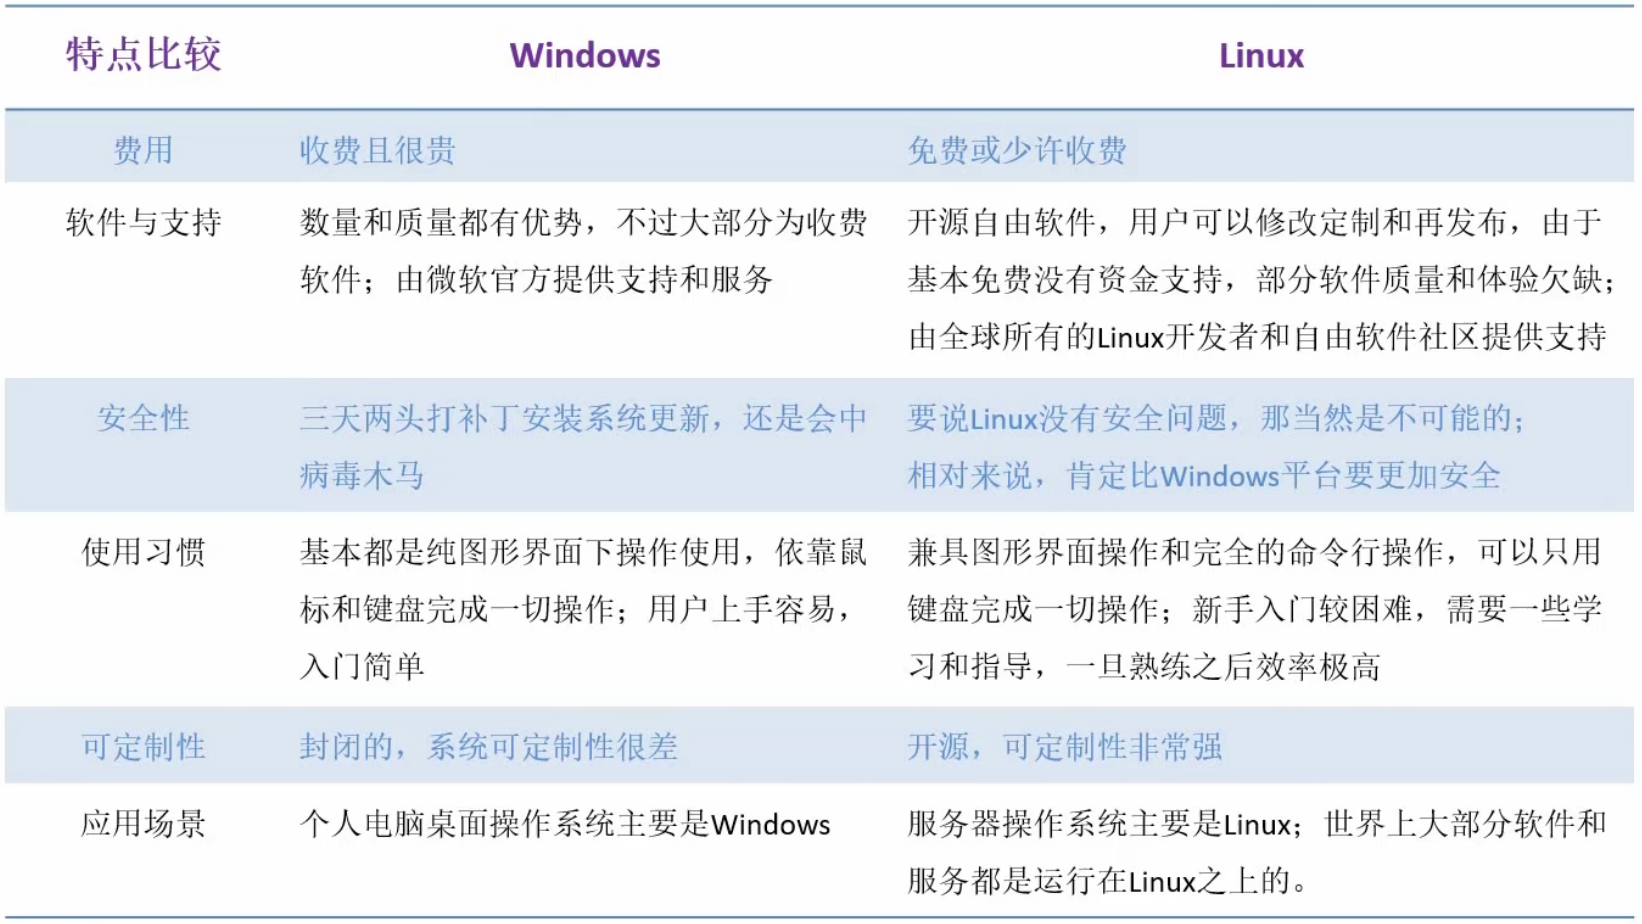 特点比较 Windows Linux
费用 收费且很贵 免费或少许收费
软件与支持 数量和质量都有优势，不过大部分为收费 开源自由软件，用户可以修改定制和再发布，由于
软件；由微软官方提供支持和服务 基本免费没有资金支持，部分软件质量和体验欠缺；
由全球所有的Linux开发者和自由软件社区提供支持
安全性 三天两头打补丁安装系统更新，还是会中 要说Linux没有安全问题，那当然是不可能的；
病毒木马 相对来说，肯定比Windows平台要更加安全
使用习惯 基本都是纯图形界面下操作使用，依靠鼠 兼具图形界面操作和完全的命令行操作，可以只用
标和键盘完成一切操作；用户上手容易， 键盘完成一切操作；新手入门较困难，需要一些学
入门简单 习和指导，一旦熟练之后效率极高
可定制性 封闭的，系统可定制性很差 开源，可定制性非常强
应用场景 个人电脑桌面操作系统主要是Windows 服务器操作系统主要是Linux；世界上大部分软件和
服务都是运行在Linux之上的。